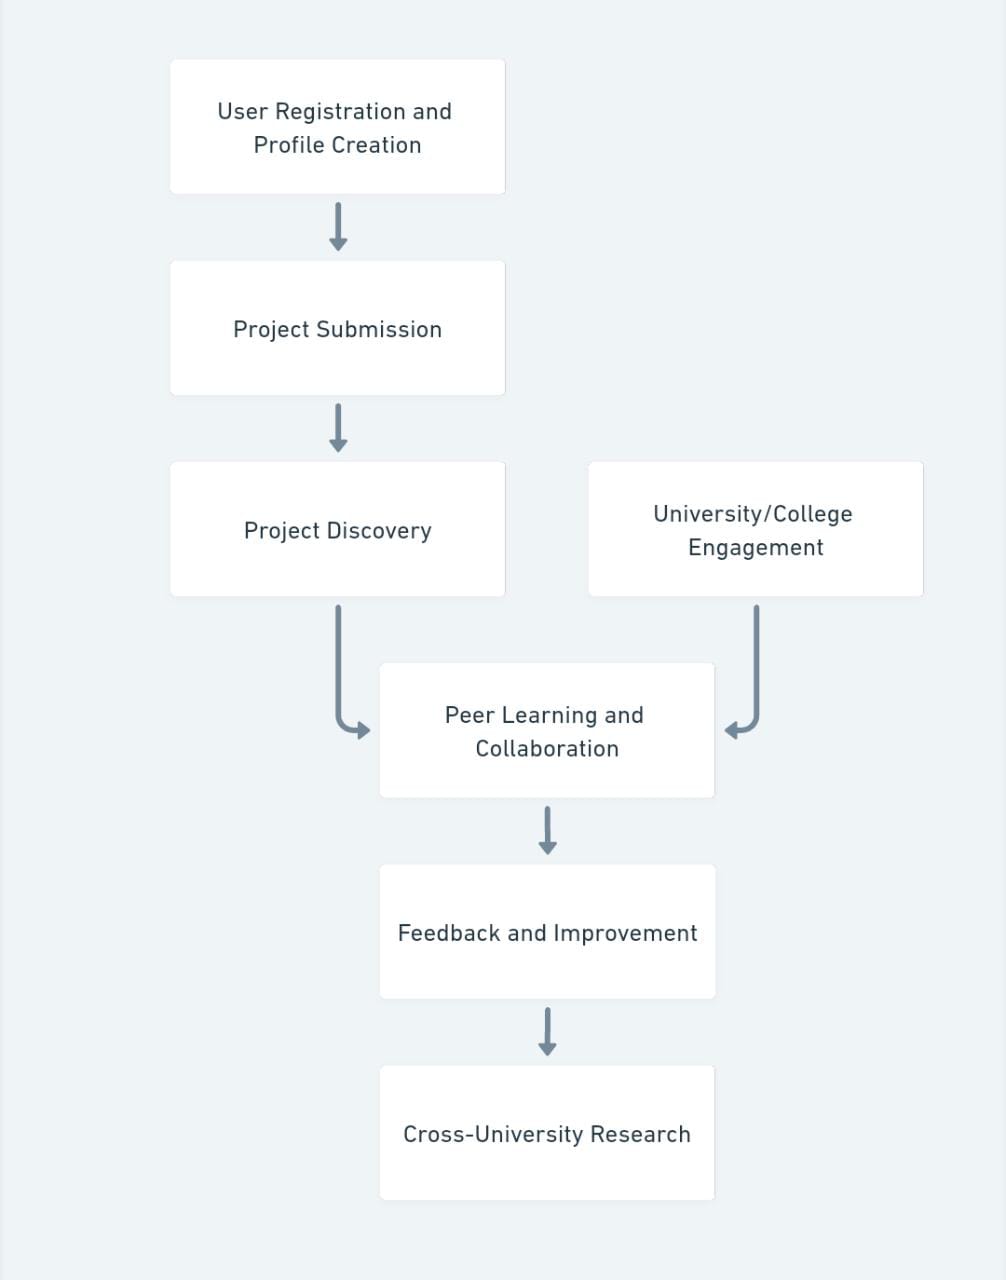 User Registration and
Profile Creation
Project Submission
Project Discovery
University/College
Engagement
Peer Learning and
Collaboration
Feedback and Improvement
Cross-University Research